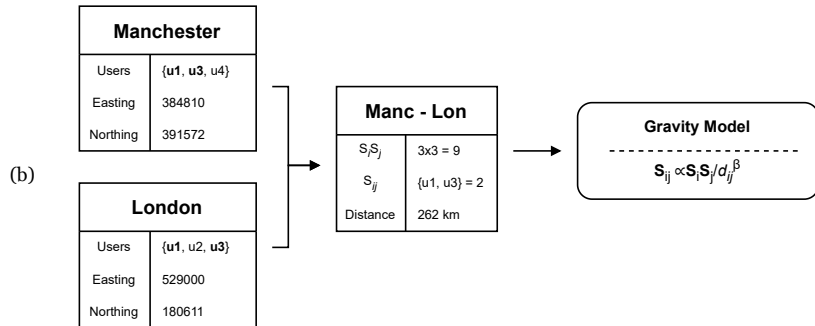 (b)
Manchester
Users {u1, u3, u4}
Easting 384810
Northing 391572
London
Users {u1, u2, u3}
Easting 529000
Northing 180611
Manc - Lon
SᵢSⱼ 3x3 = 9
Sᵢⱼ {u1, u3} = 2
Distance 262 km
Gravity Model
Sᵢⱼ ∝SᵢSⱼ/dᵢⱼᵝ